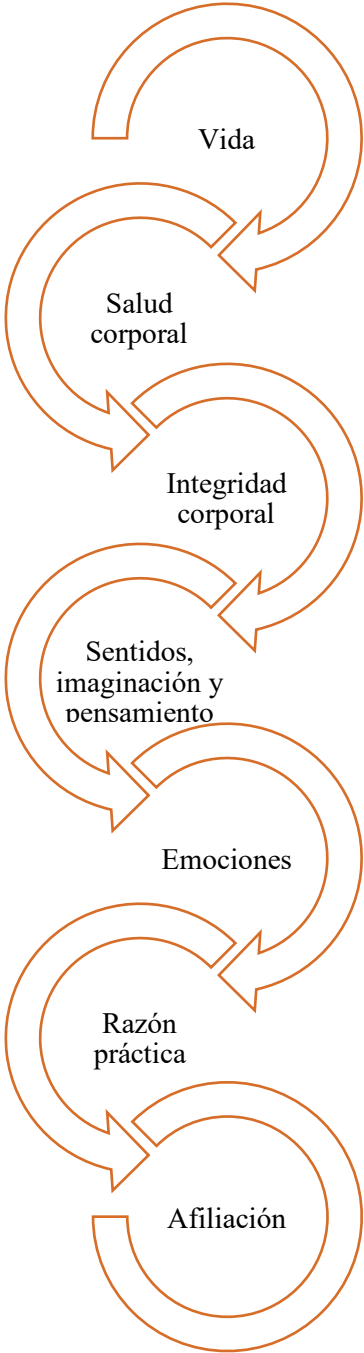 Vida
Salud
corporal
Integridad
corporal
Sentidos,
imaginación y
pensamiento
Emociones
Razón
práctica
Afiliación